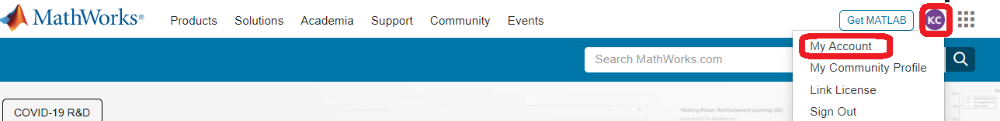 MathWorks®
Products Solutions Academia Support Community Events
Get MATLAB
KC
My Account
Search MathWorks.com
My Community Profile
Link License
Sign Out
COVID-19 R&D
Walking Robot: Reinforcement Learning (2D)